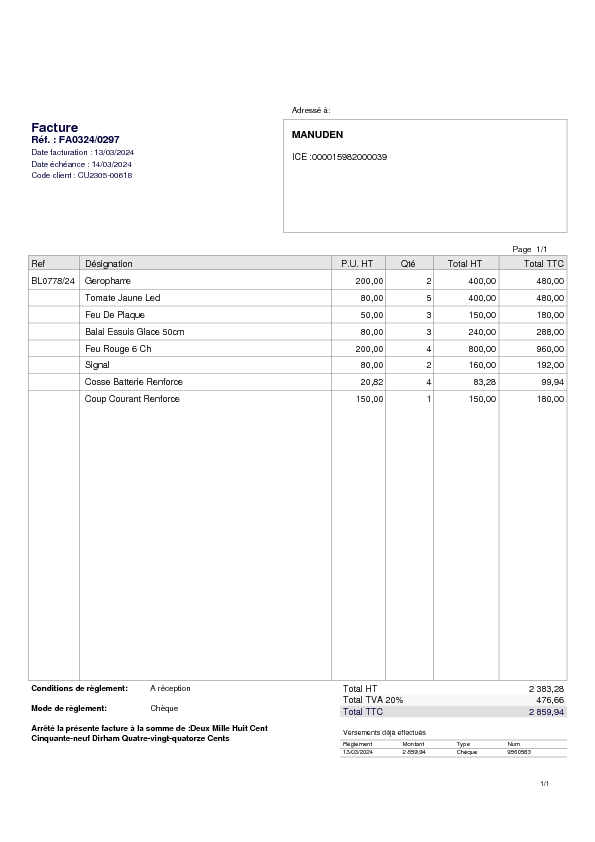 Adressé à:
Facture
Réf. : FA0324/0297
Date facturation : 13/03/2024
Date échéance : 14/03/2024
Code client : CU2305-00618
MANUDEN
ICE :000015982000039
Page 1/1
Ref Désignation P.U. HT Qté Total HT Total TTC
BL0778/24 Geropharre 200,00 2 400,00 480,00
Tomate Jaune Led 80,00 5 400,00 480,00
Feu De Plaque 50,00 3 150,00 180,00
Balai Essuis Glace 50cm 80,00 3 240,00 288,00
Feu Rouge 6 Ch 200,00 4 800,00 960,00
Signal 80,00 2 160,00 192,00
Cosse Batterie Renforce 20,82 4 83,28 99,94
Coup Courant Renforce 150,00 1 150,00 180,00
Conditions de règlement: A réception
Mode de règlement: Chèque
Arrêté la présente facture à la somme de :Deux Mille Huit Cent
Cinquante-neuf Dirham Quatre-vingt-quatorze Cents
Total HT 2 383,28
Total TVA 20% 476,66
Total TTC 2 859,94
Versements déjà effectués
Règlement Montant Type Num
13/03/2024 2 859,94 Chèque 9560583
1/1